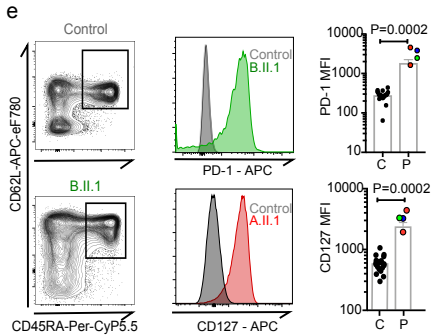 e
Control
CD62L-APC-eF780
B.II.1
CD45RA-Per-CyP5.5
Control
B.II.1
PD-1 - APC
Control
A.II.1
CD127 - APC
P=0.0002
PD-1 MFI
10000
1000
100
10
C P
P=0.0002
CD127 MFI
10000
1000
100
C P